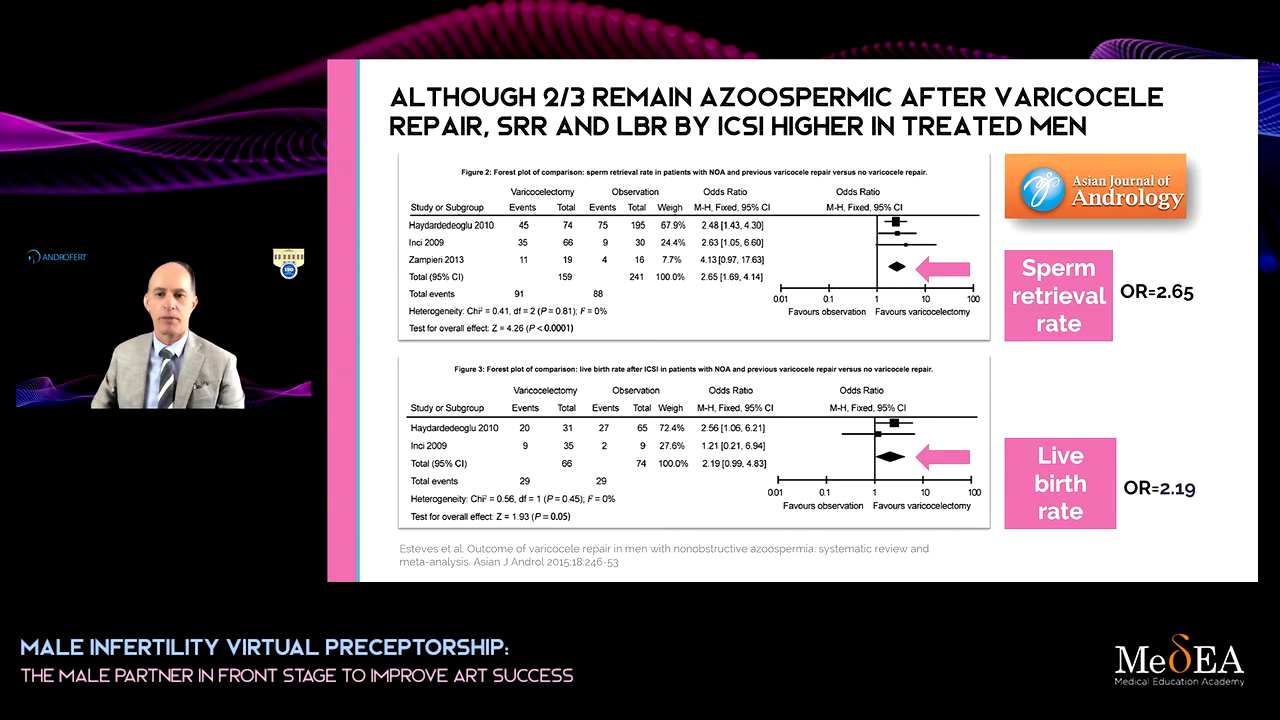 ALTHOUGH 2/3 REMAIN AZOOSPERMIC AFTER VARICOCELE
REPAIR, SRR AND LBR BY ICSI HIGHER IN TREATED MEN
Figure 2: Forest plot of comparison: sperm retrieval rate in patients with NOA and previous varicocele repair versus no varicocele repair.
Varicocelectomy Observation Odds Ratio Odds Ratio
Study or Subgroup Events Total Events Total Weigh M-H, Fixed, 95% CI M-H, Fixed, 95% CI
Haydardedeoglu 2010 45 74 75 195 67.9% 2.48 [1.43, 4.30]
Inci 2009 35 66 9 30 24.4% 2.63 [1.05, 6.60]
Zampieri 2013 11 19 4 16 7.7% 4.13 [0.97, 17.63]
Total (95% CI) 159 241 100.0% 2.65 [1.69, 4.14]
Total events 91 88
Heterogeneity: Chi² = 0.41, df = 2 (P = 0.81); I² = 0%
Test for overall effect: Z = 4.26 (P < 0.0001)
0.01 0.1 1 10 100
Favours observation Favours varicocelectomy
Asian Journal of
Andrology
Sperm
retrieval
rate
OR=2.65
Figure 3: Forest plot of comparison: live birth rate after ICSI in patients with NOA and previous varicocele repair versus no varicocele repair.
Varicocelectomy Observation Odds Ratio Odds Ratio
Study or Subgroup Events Total Events Total Weigh M-H, Fixed, 95% CI M-H, Fixed, 95% CI
Haydardedeoglu 2010 20 31 27 65 72.4% 2.56 [1.06, 6.21]
Inci 2009 9 35 2 9 27.6% 1.21 [0.21, 6.94]
Total (95% CI) 66 74 100.0% 2.19 [0.99, 4.83]
Total events 29 29
Heterogeneity: Chi² = 0.56, df = 1 (P = 0.45); I² = 0%
Test for overall effect: Z = 1.93 (P = 0.05)
0.01 0.1 1 10 100
Favours observation Favours varicocelectomy
Live
birth
rate
OR=2.19
Esteves et al. Outcome of varicocele repair in men with nonobstructive azoospermia: systematic review and
meta-analysis. Asian J Androl 2015;18:246-53
ANDROFERT
ISO
MALE INFERTILITY VIRTUAL PRECEPTORSHIP:
THE MALE PARTNER IN FRONT STAGE TO IMPROVE ART SUCCESS
MeδEA
Medical Education Academy